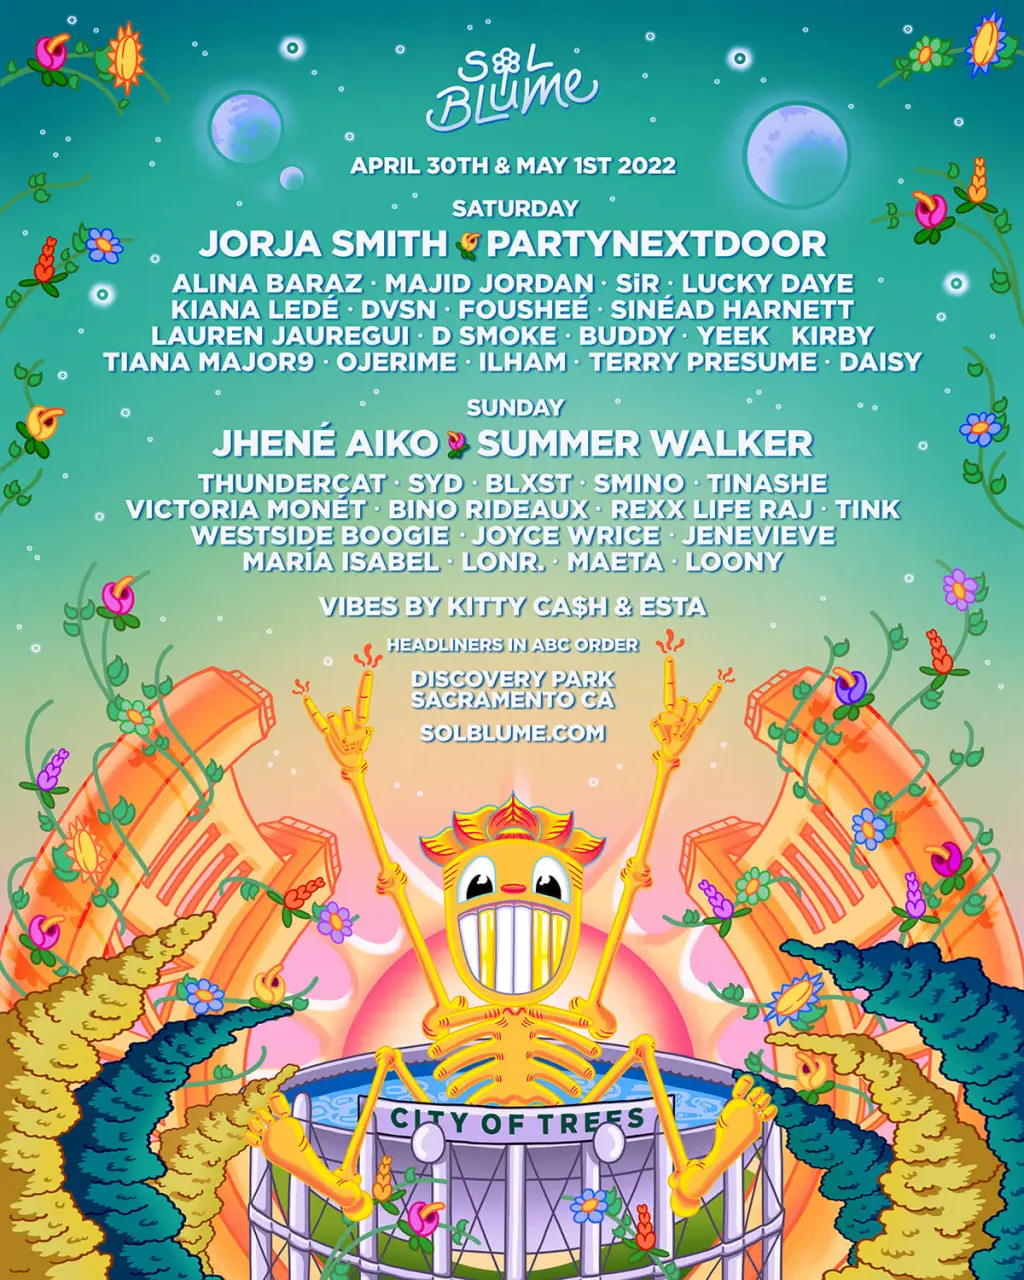 SOL
BLUME
APRIL 30TH & MAY 1ST 2022
SATURDAY
JORJA SMITH PARTYNEXTDOOR
ALINA BARAZ · MAJID JORDAN · SiR · LUCKY DAYE
KIANA LEDÉ · DVSN · FOUSHEÉ · SINÉAD HARNETT
LAUREN JAUREGUI · D SMOKE · BUDDY · YEEK KIRBY
TIANA MAJOR9 · OJERIME · ILHAM · TERRY PRESUME · DAISY
SUNDAY
JHENÉ AIKO SUMMER WALKER
THUNDERCAT · SYD · BLXST · SMINO · TINASHE
VICTORIA MONÉT · BINO RIDEAUX · REXX LIFE RAJ · TINK
WESTSIDE BOOGIE · JOYCE WRICE · JENEVIEVE
MARÍA ISABEL · LONR. · MAETA · LOONY
VIBES BY KITTY CA$H & ESTA
HEADLINERS IN ABC ORDER
DISCOVERY PARK
SACRAMENTO CA
SOLBLUME.COM
CITY OF TREES